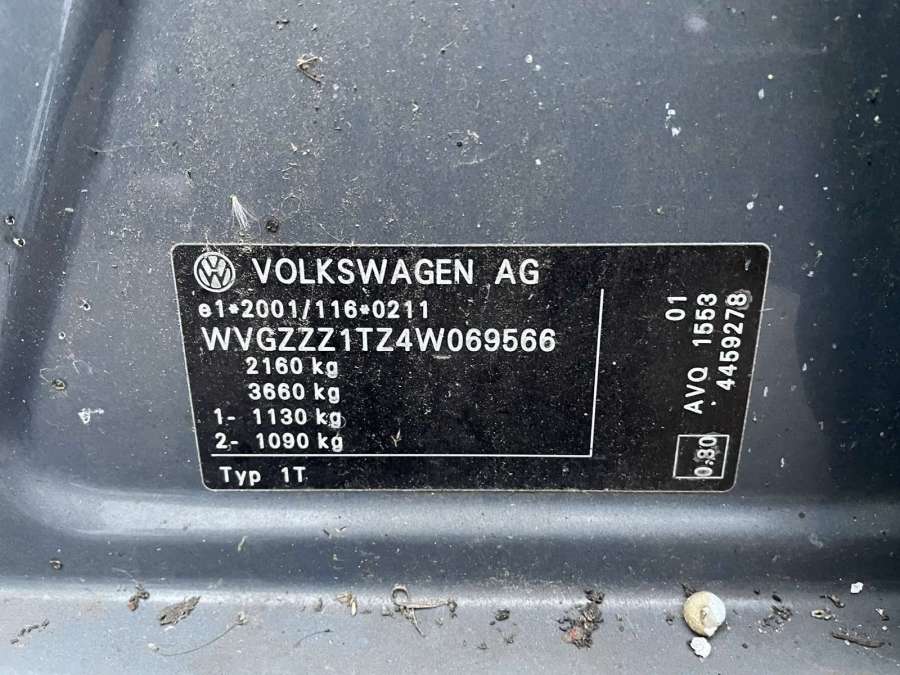 VOLKSWAGEN AG
e1*2001/116*0211
WVGZZZ1TZ4W069566
2160 kg
3660 kg
1- 1130 kg
2- 1090 kg
Typ 1T
01
AVQ 1553
4459278
0,80